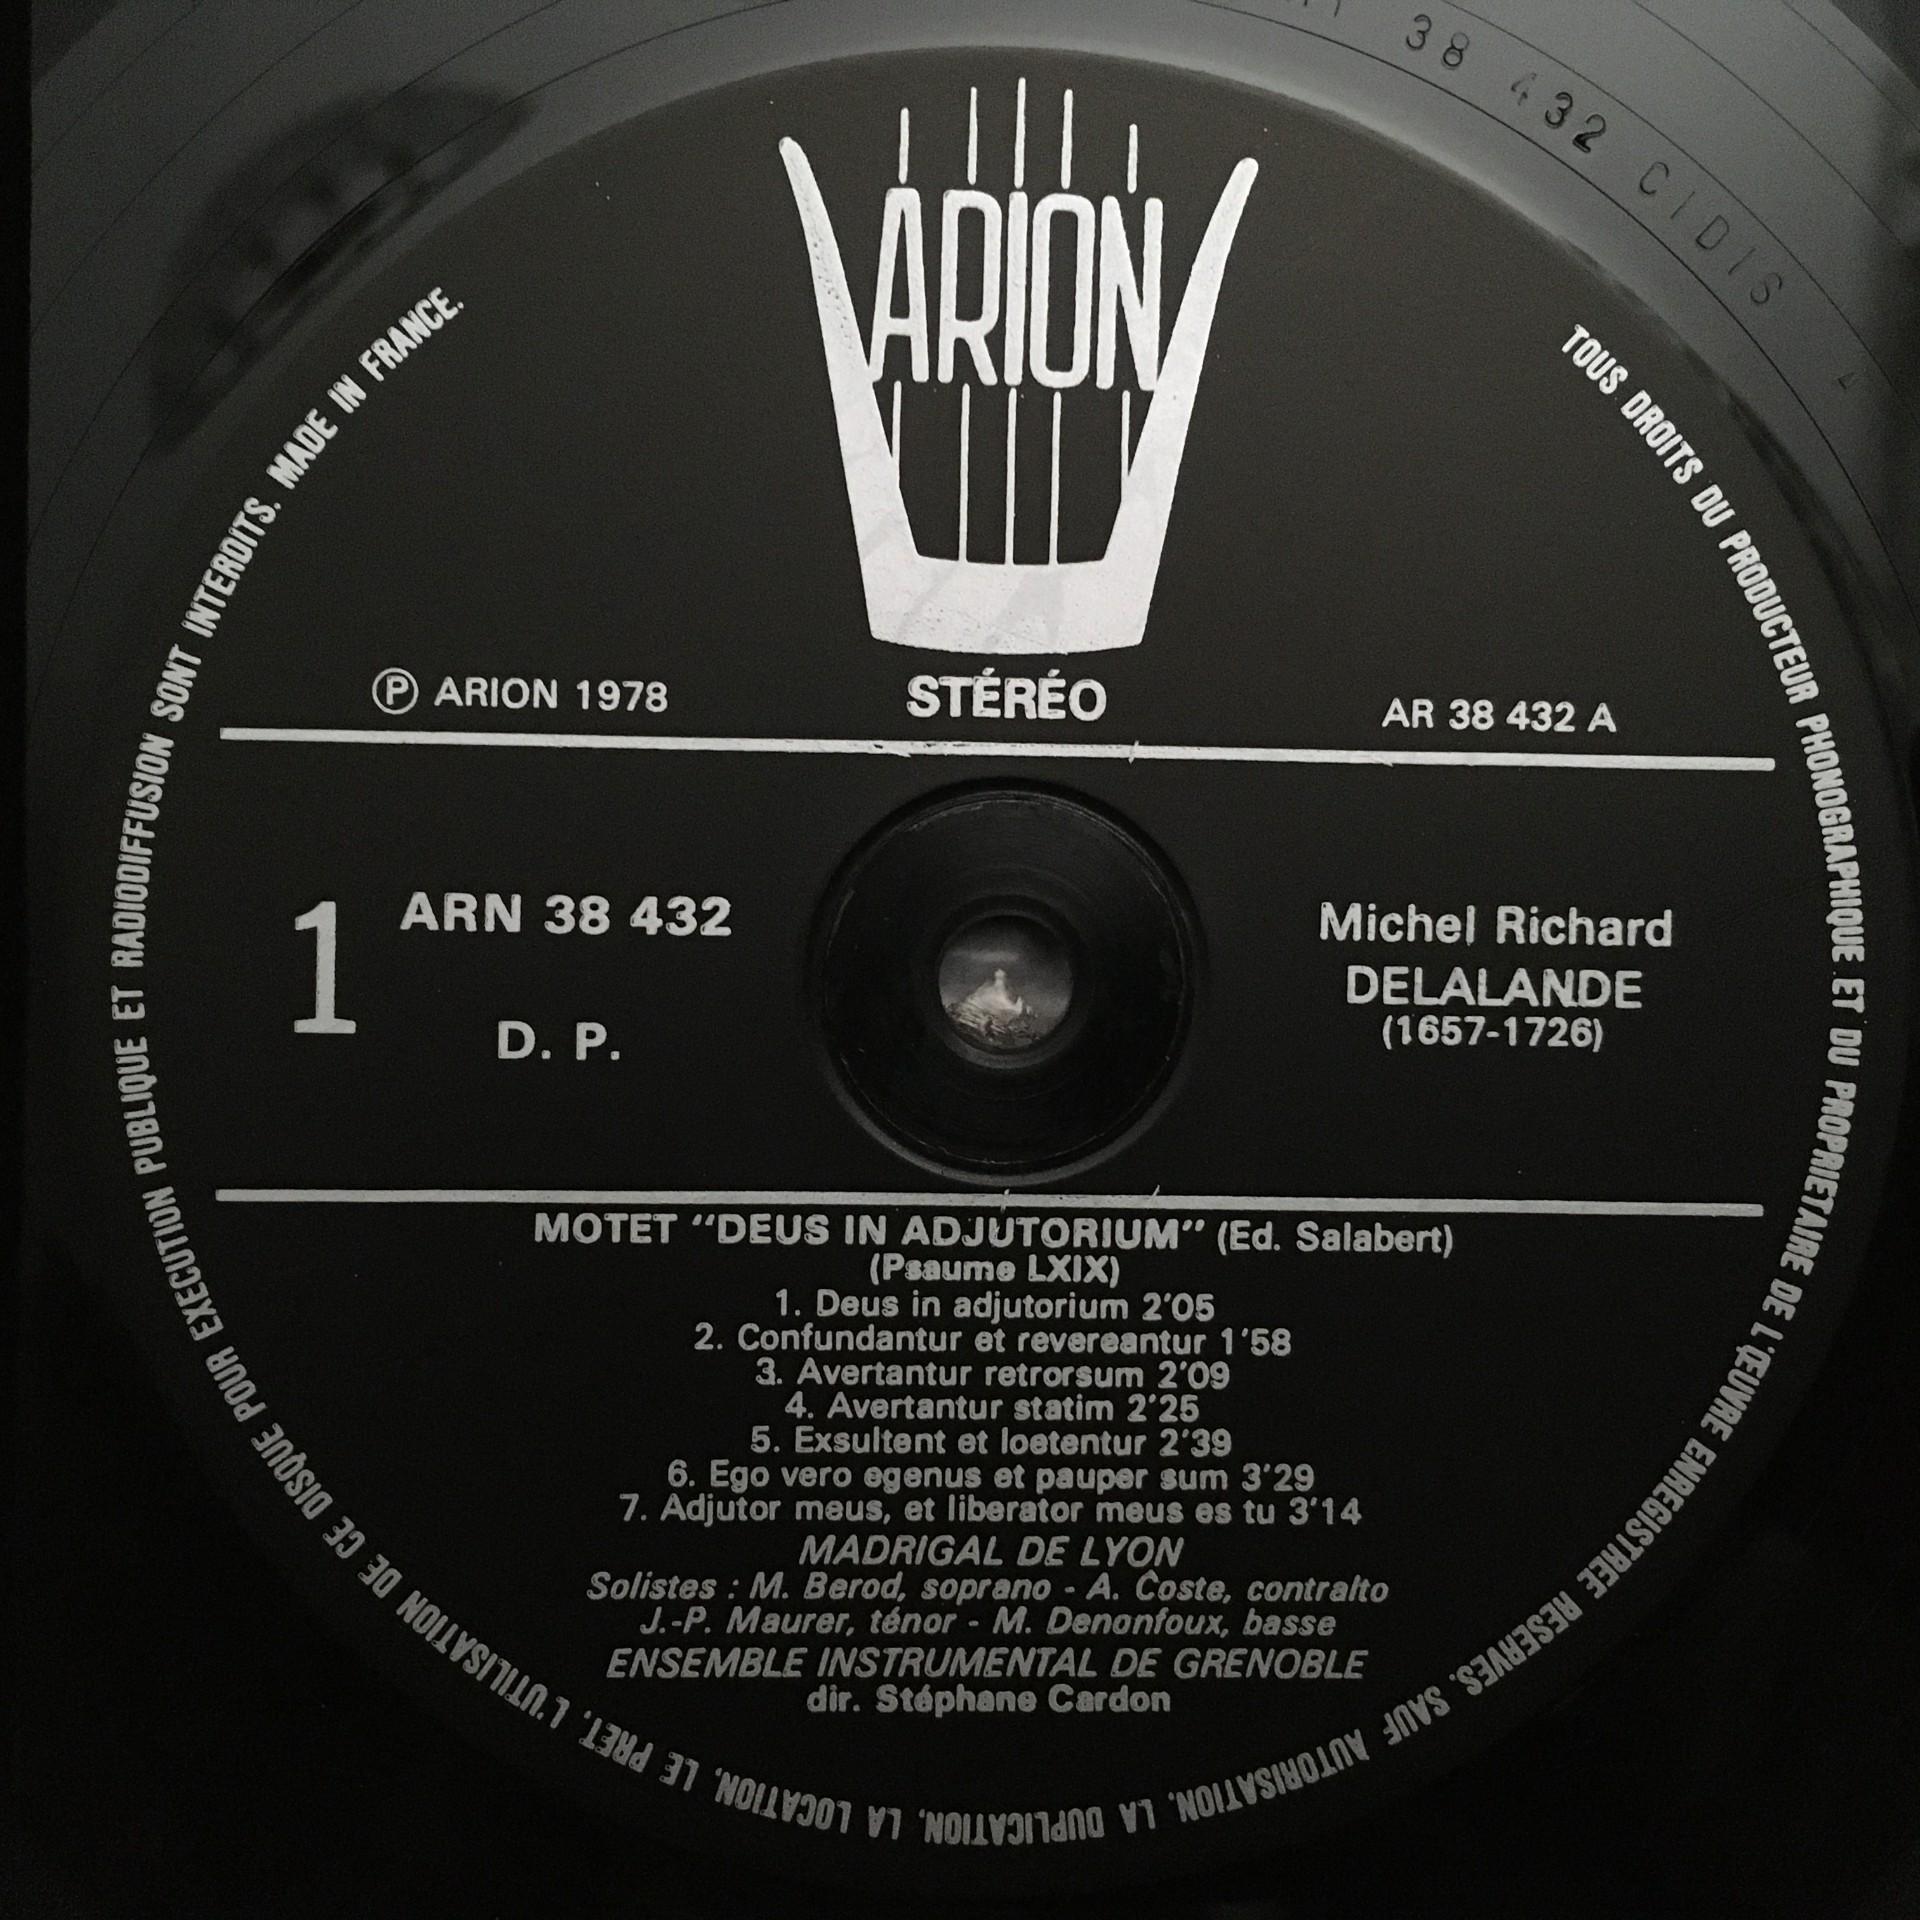 38 432 CIDIS
ARION
Ⓟ ARION 1978
STÉRÉO
AR 38 432 A
1
ARN 38 432
D. P.
Michel Richard
DELALANDE
(1657-1726)
MOTET "DEUS IN ADJUTORIUM" (Ed. Salabert)
(Psaume LXIX)
1. Deus in adjutorium 2'05
2. Confundantur et revereantur 1'58
3. Avertantur retrorsum 2'09
4. Avertantur statim 2'25
5. Exsultent et loetentur 2'39
6. Ego vero egenus et pauper sum 3'29
7. Adjutor meus, et liberator meus es tu 3'14
MADRIGAL DE LYON
Solistes : M. Berod, soprano - A. Coste, contralto
J.-P. Maurer, ténor - M. Denonfoux, basse
ENSEMBLE INSTRUMENTAL DE GRENOBLE
dir. Stéphane Cardon
TOUS DROITS DU PRODUCTEUR PHONOGRAPHIQUE ET DU PROPRIETAIRE DE L'ŒUVRE ENREGISTREE RESERVES. SAUF AUTORISATION, LA DUPLICATION, LA LOCATION, LE PRET, L'UTILISATION DE CE DISQUE POUR EXECUTION PUBLIQUE ET RADIODIFFUSION SONT INTERDITS. MADE IN FRANCE.